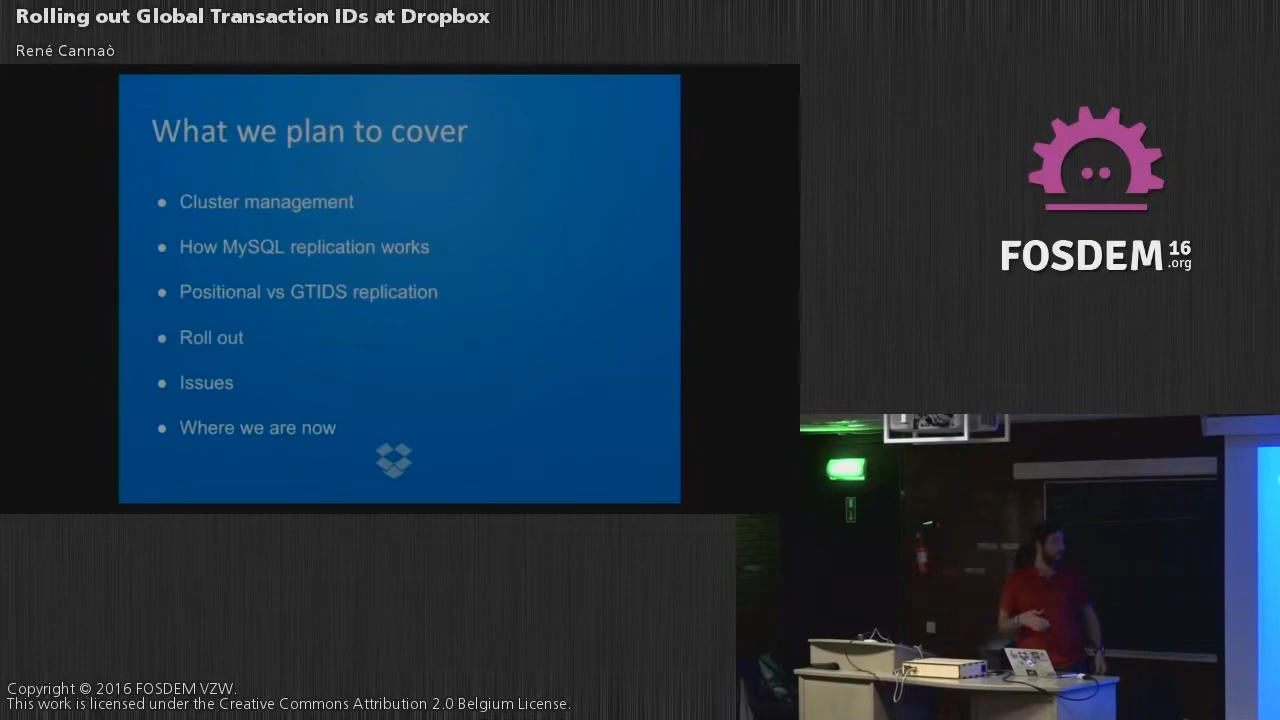 Rolling out Global Transaction IDs at Dropbox
René Cannaò
What we plan to cover
• Cluster management
• How MySQL replication works
• Positional vs GTIDS replication
• Roll out
• Issues
• Where we are now
FOSDEM 16
.org
Copyright © 2016 FOSDEM VZW.
This work is licensed under the Creative Commons Attribution 2.0 Belgium License.